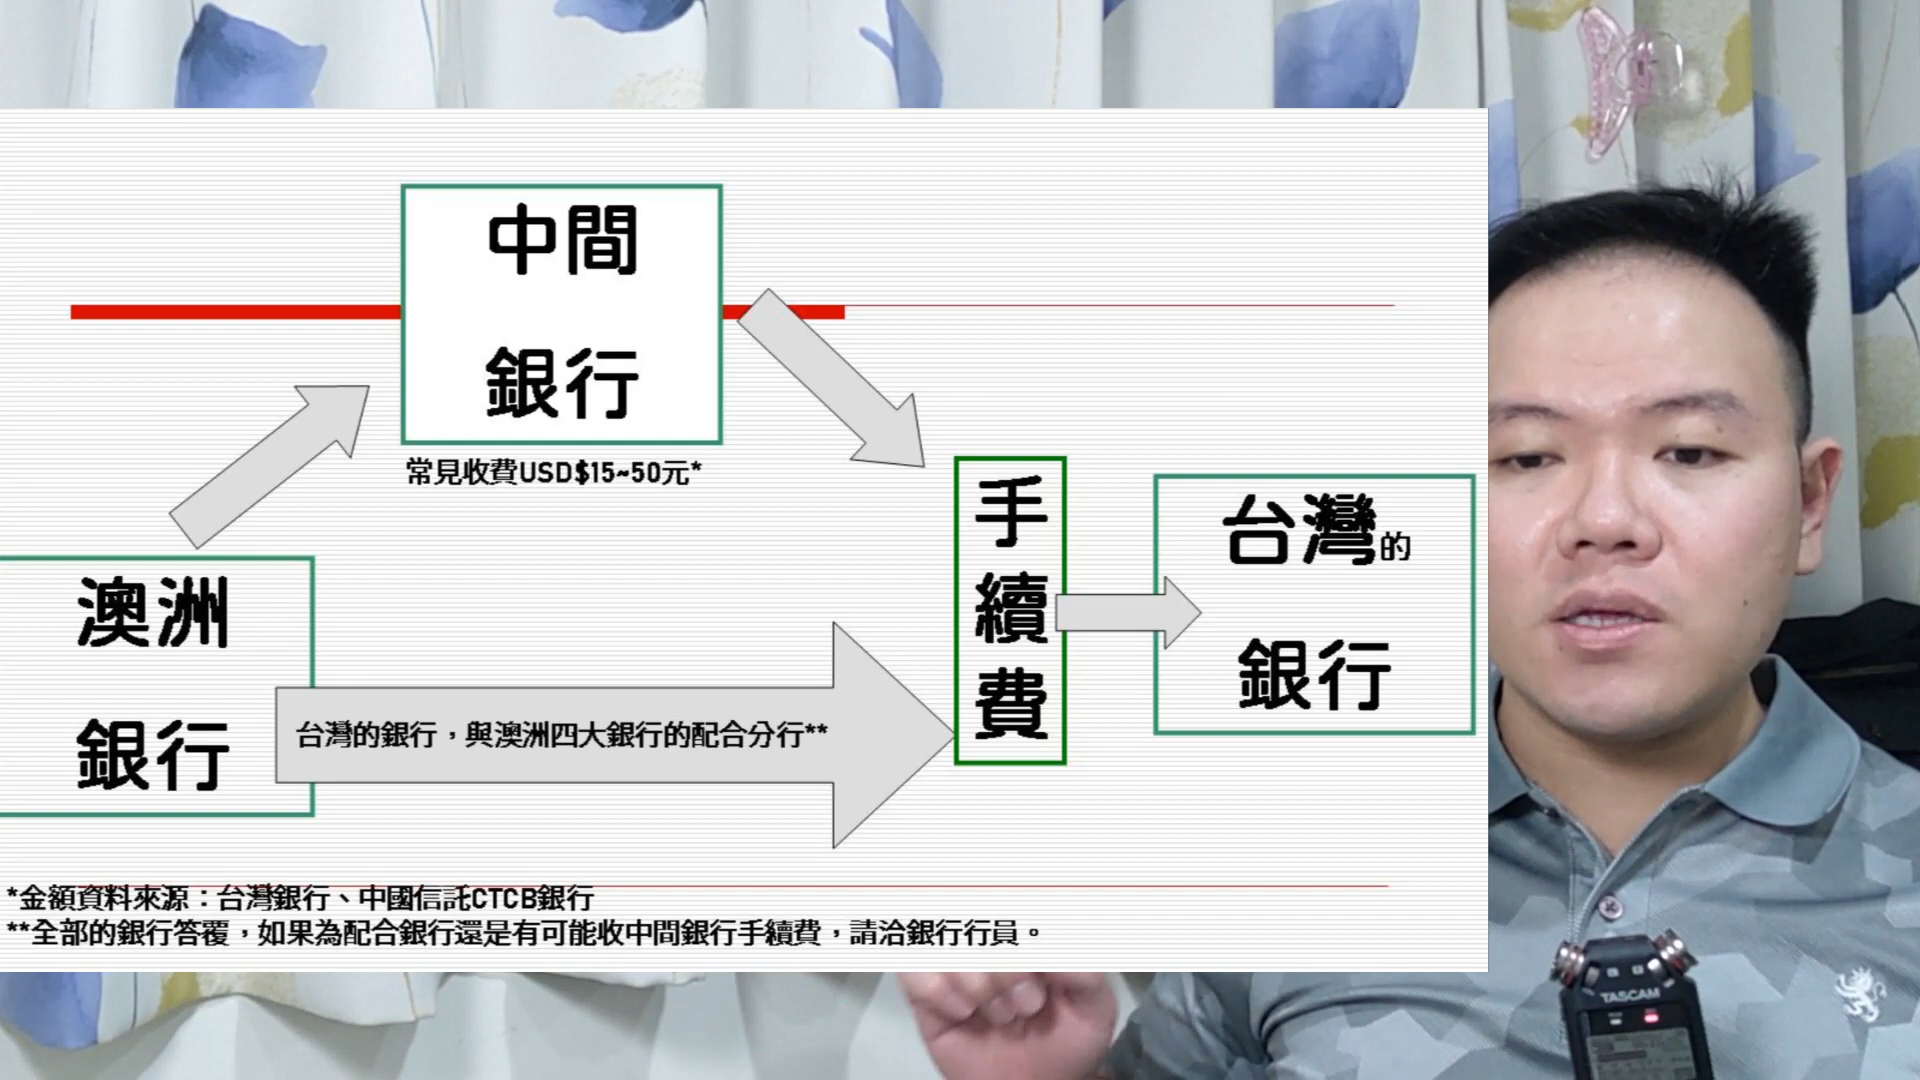 中間
銀行
常見收費USD$15~50元*
澳洲
銀行
台灣的銀行，與澳洲四大銀行的配合分行**
手
續
費
台灣的
銀行
*金額資料來源：台灣銀行、中國信託CTCB銀行
**全部的銀行答覆，如果為配合銀行還是有可能收中間銀行手續費，請洽銀行行員。
TASCAM